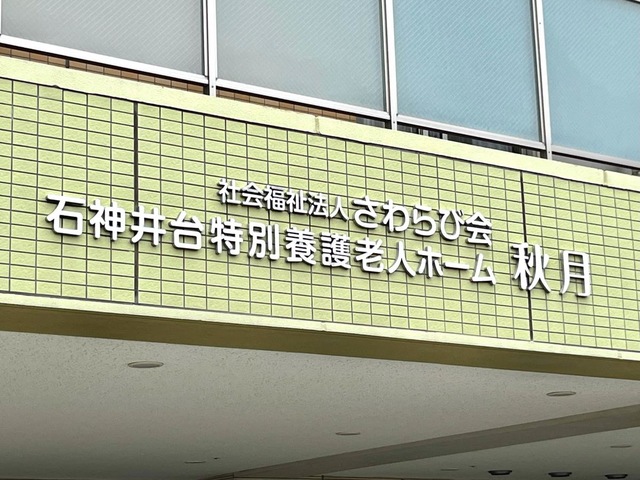 社会福祉法人 さわらび会
石神井台特別養護老人ホーム 秋月